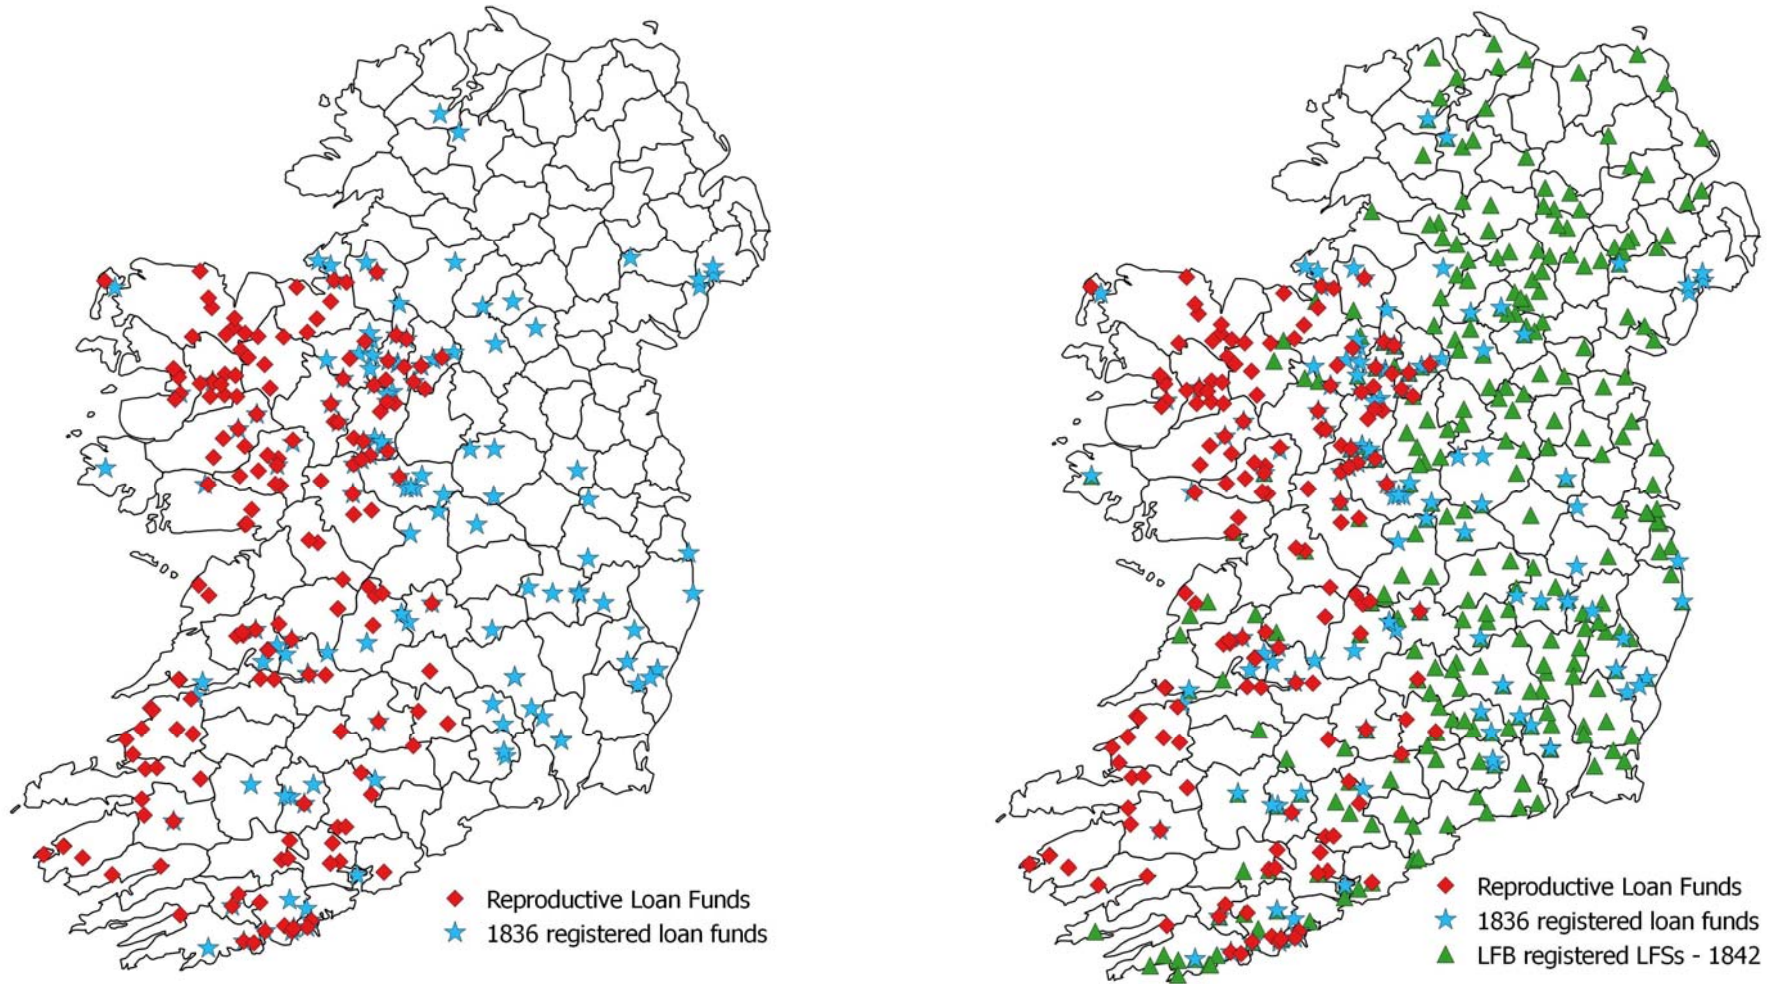 Reproductive Loan Funds
1836 registered loan funds
Reproductive Loan Funds
1836 registered loan funds
LFB registered LFSs - 1842